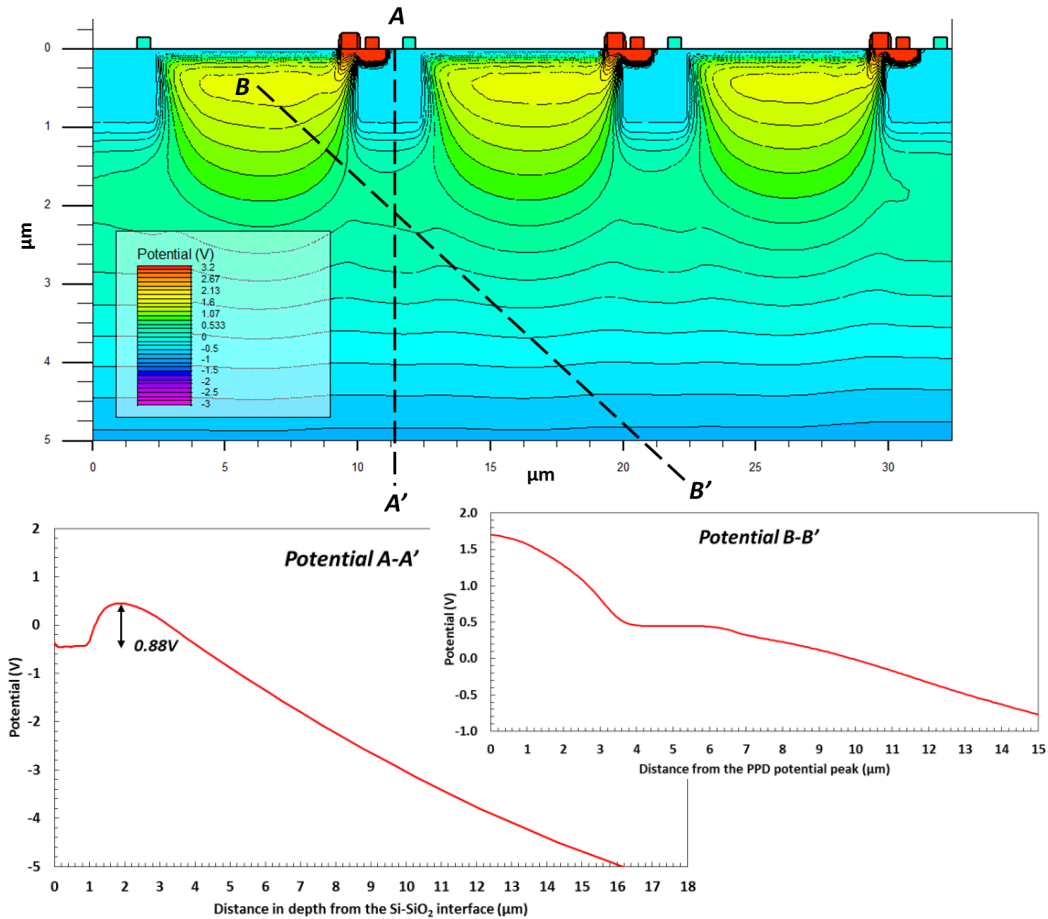 A
0
B
1
2
µm
Potential (V)
3.2
2.67
2.13
1.6
1.07
0.533
0
-0.5
-1
-1.5
-2
-2.5
-3
3
4
5
0
5
10
15
20
25
30
µm
A’
B’
Potential A-A’
2
1
0
-1
-2
-3
-4
-5
0.88V
Potential (V)
0 1 2 3 4 5 6 7 8 9 10 11 12 13 14 15 16 17 18
Distance in depth from the Si-SiO₂ interface (µm)
Potential B-B’
2.0
1.5
1.0
0.5
0.0
-0.5
-1.0
Potential (V)
0 1 2 3 4 5 6 7 8 9 10 11 12 13 14 15
Distance from the PPD potential peak (µm)